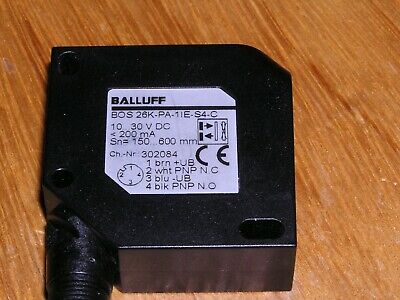 BALLUFF
BOS 26K-PA-1IE-S4-C
10...30 V DC
< 200 mA
Sn= 150...600 mm
Ch.-Nr: 302084
1 brn +UB
2 wht PNP N.C
3 blu -UB
4 blk PNP N.O
CE